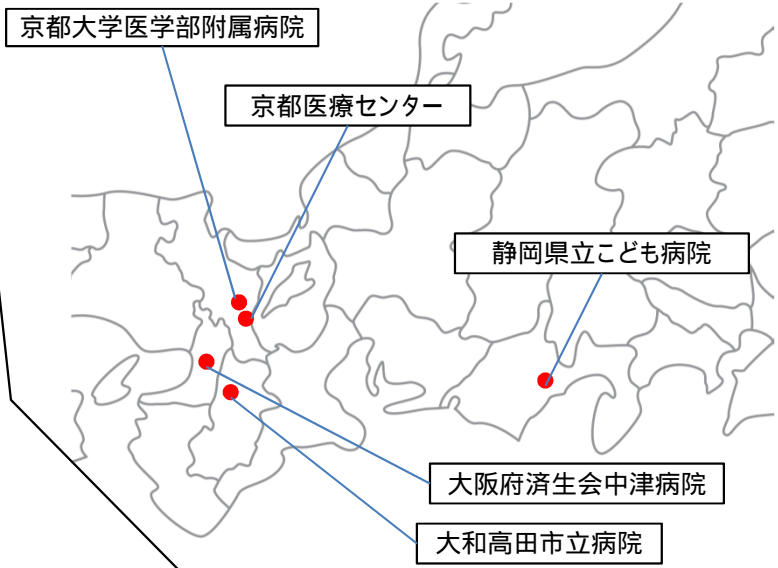 京都大学医学部附属病院
京都医療センター
静岡県立こども病院
大阪府済生会中津病院
大和高田市立病院